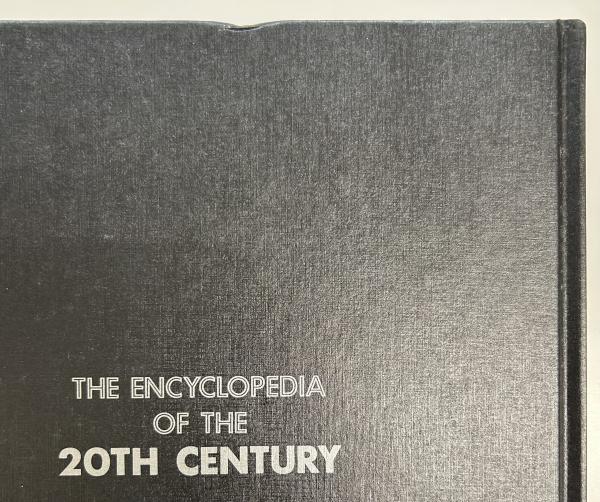 THE ENCYCLOPEDIA
OF THE
20TH CENTURY